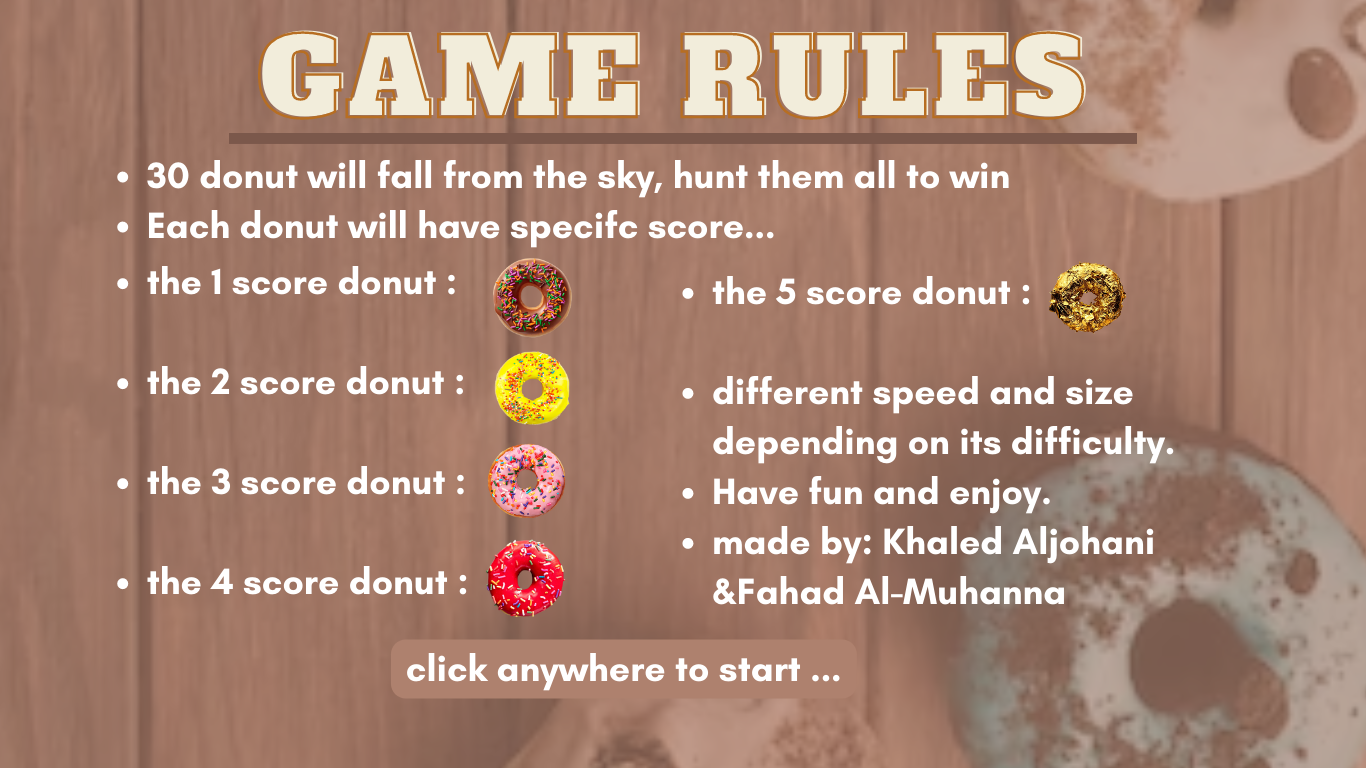 GAME RULES
• 30 donut will fall from the sky, hunt them all to win
• Each donut will have specifc score...
• the 1 score donut :
• the 2 score donut :
• the 3 score donut :
• the 4 score donut :
• the 5 score donut :
• different speed and size
depending on its difficulty.
• Have fun and enjoy.
• made by: Khaled Aljohani
&Fahad Al-Muhanna
click anywhere to start ...